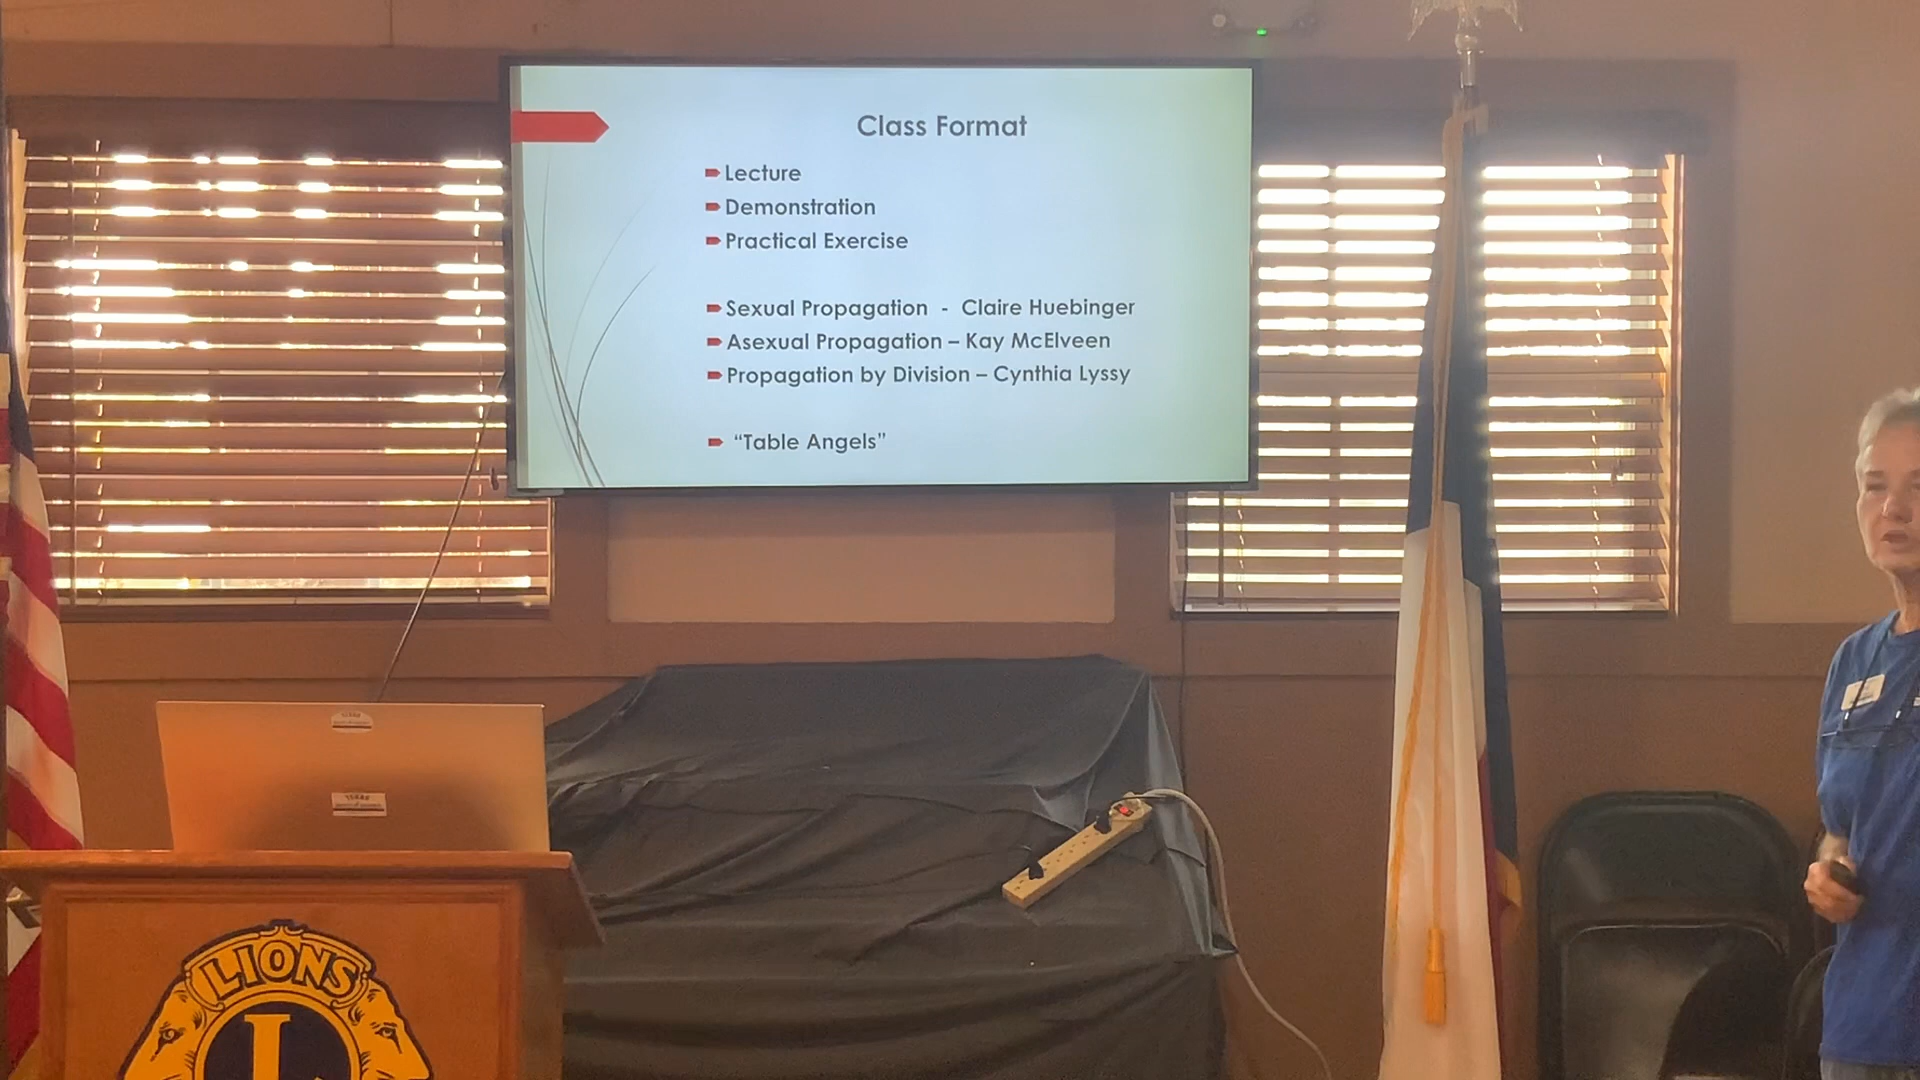 Class Format
Lecture
Demonstration
Practical Exercise
Sexual Propagation - Claire Huebinger
Asexual Propagation – Kay McElveen
Propagation by Division – Cynthia Lyssy
“Table Angels”
LIONS
L